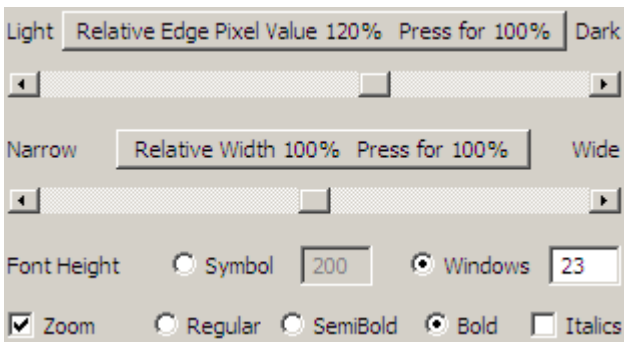 Light Relative Edge Pixel Value 120% Press for 100% Dark
Narrow Relative Width 100% Press for 100% Wide
Font Height Symbol 200 Windows 23
Zoom Regular SemiBold Bold Italics